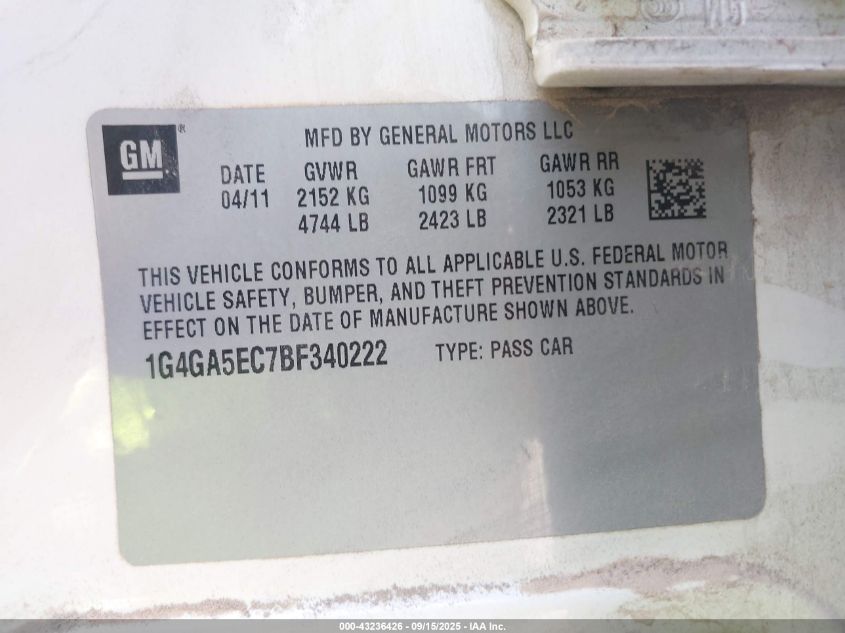 GM®
MFD BY GENERAL MOTORS LLC
DATE GVWR GAWR FRT GAWR RR
04/11 2152 KG 1099 KG 1053 KG
4744 LB 2423 LB 2321 LB
THIS VEHICLE CONFORMS TO ALL APPLICABLE U.S. FEDERAL MOTOR
VEHICLE SAFETY, BUMPER, AND THEFT PREVENTION STANDARDS IN
EFFECT ON THE DATE OF MANUFACTURE SHOWN ABOVE.
1G4GA5EC7BF340222 TYPE: PASS CAR
000-43236426 - 09/15/2025 - IAA Inc.